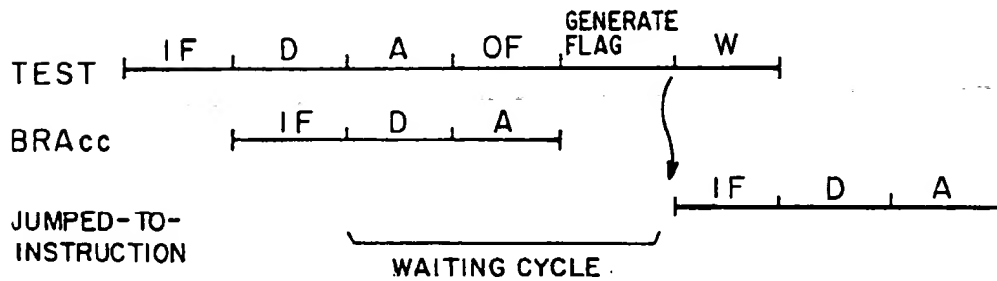 GENERATE
FLAG
IF D A OF W
TEST
IF D A
BRAcc
IF D A
JUMPED-TO-
INSTRUCTION
WAITING CYCLE